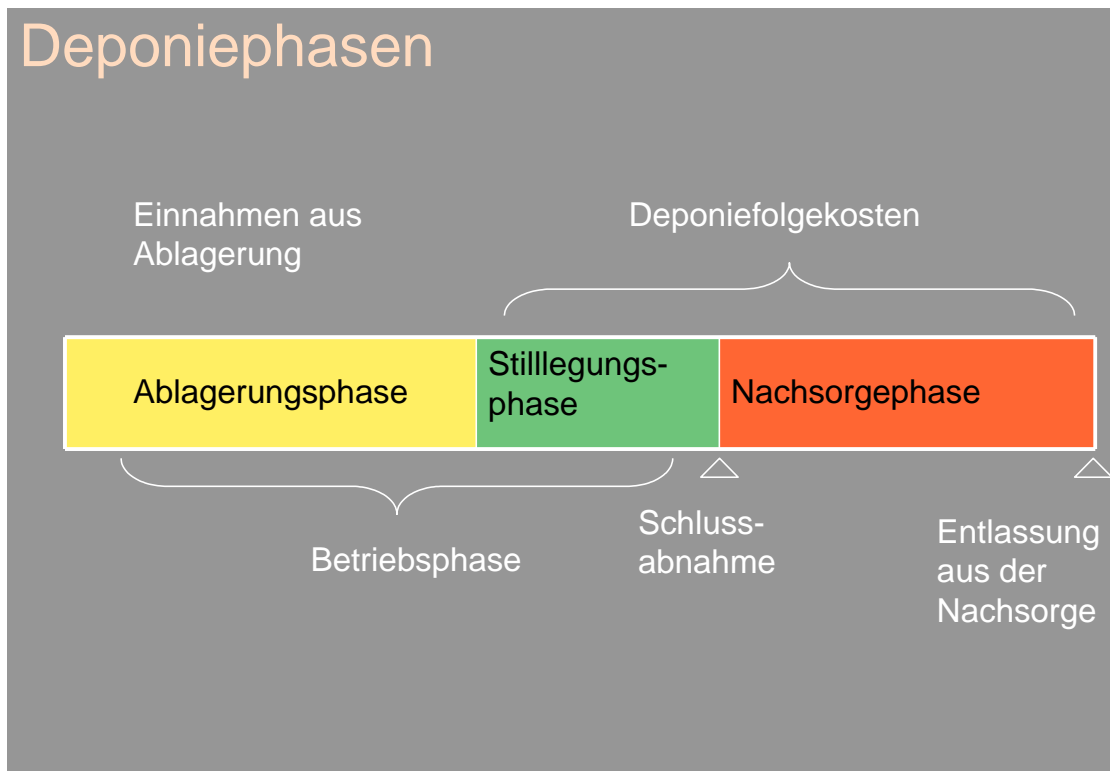 Deponiephasen
Einnahmen aus
Ablagerung
Deponiefolgekosten
Ablagerungsphase
Stilllegungs-
phase
Nachsorgephase
Betriebsphase
Schluss-
abnahme
Entlassung
aus der
Nachsorge